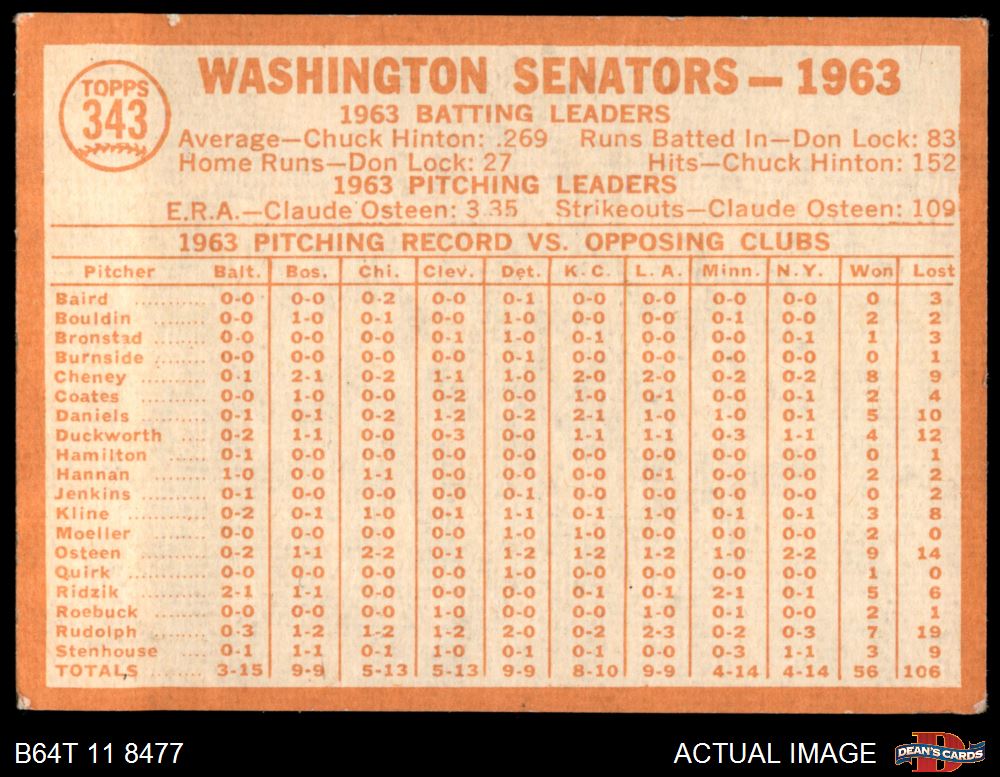 TOPPS
343
WASHINGTON SENATORS — 1963
1963 BATTING LEADERS
Average—Chuck Hinton: .269 Runs Batted In—Don Lock: 83
Home Runs—Don Lock: 27 Hits—Chuck Hinton: 152
1963 PITCHING LEADERS
E.R.A.—Claude Osteen: 3.35 Strikeouts—Claude Osteen: 109
1963 PITCHING RECORD VS. OPPOSING CLUBS
Pitcher Balt. Bos. Chi. Clev. Det. K.C. L.A. Minn. N.Y. Won Lost
Baird .......... 0-0 0-0 0-2 0-0 0-1 0-0 0-0 0-0 0-0 0 3
Bouldin ........ 0-0 1-0 0-1 0-0 1-0 0-0 0-0 0-1 0-0 2 2
Bronstad ....... 0-0 0-0 0-0 0-1 1-0 0-1 0-0 0-0 0-1 1 3
Burnside ....... 0-0 0-0 0-0 0-0 0-1 0-0 0-0 0-0 0-0 0 1
Cheney ......... 0-1 2-1 0-2 1-1 1-0 2-0 2-0 0-2 0-2 8 9
Coates ......... 0-0 1-0 0-0 0-2 0-0 1-0 0-1 0-0 0-1 2 4
Daniels ........ 0-1 0-1 0-2 1-2 0-2 2-1 1-0 1-0 0-1 5 10
Duckworth .... 0-2 1-1 0-0 0-3 0-0 1-1 1-1 0-3 1-1 4 12
Hamilton ...... 0-1 0-0 0-0 0-0 0-0 0-0 0-0 0-0 0-0 0 1
Hannan ........ 1-0 0-0 1-1 0-0 0-0 0-0 0-1 0-0 0-0 2 2
Jenkins ........ 0-1 0-0 0-0 0-0 0-1 0-0 0-0 0-0 0-0 0 2
Kline .......... 0-2 0-1 1-0 0-1 1-1 0-1 1-0 0-1 0-1 3 8
Moeller ........ 0-0 0-0 0-0 0-0 1-0 1-0 0-0 0-0 0-0 2 0
Osteen ......... 0-2 1-1 2-2 0-1 1-2 1-2 1-2 1-0 2-2 9 14
Quirk .......... 0-0 0-0 0-0 0-0 1-0 0-0 0-0 0-0 0-0 1 0
Ridzik ......... 2-1 1-1 0-0 0-0 0-0 0-1 0-1 2-1 0-1 5 6
Roebuck ....... 0-0 0-0 0-0 1-0 0-0 0-0 1-0 0-1 0-0 2 1
Rudolph ....... 0-3 1-2 1-2 1-2 2-0 0-2 2-3 0-2 0-3 7 19
Stenhouse .... 0-1 1-1 0-1 1-0 0-1 0-1 0-0 0-3 1-1 3 9
TOTALS ....... 3-15 9-9 5-13 5-13 9-9 8-10 9-9 4-14 4-14 56 106
B64T 11 8477 ACTUAL IMAGE D DEAN'S CARDS